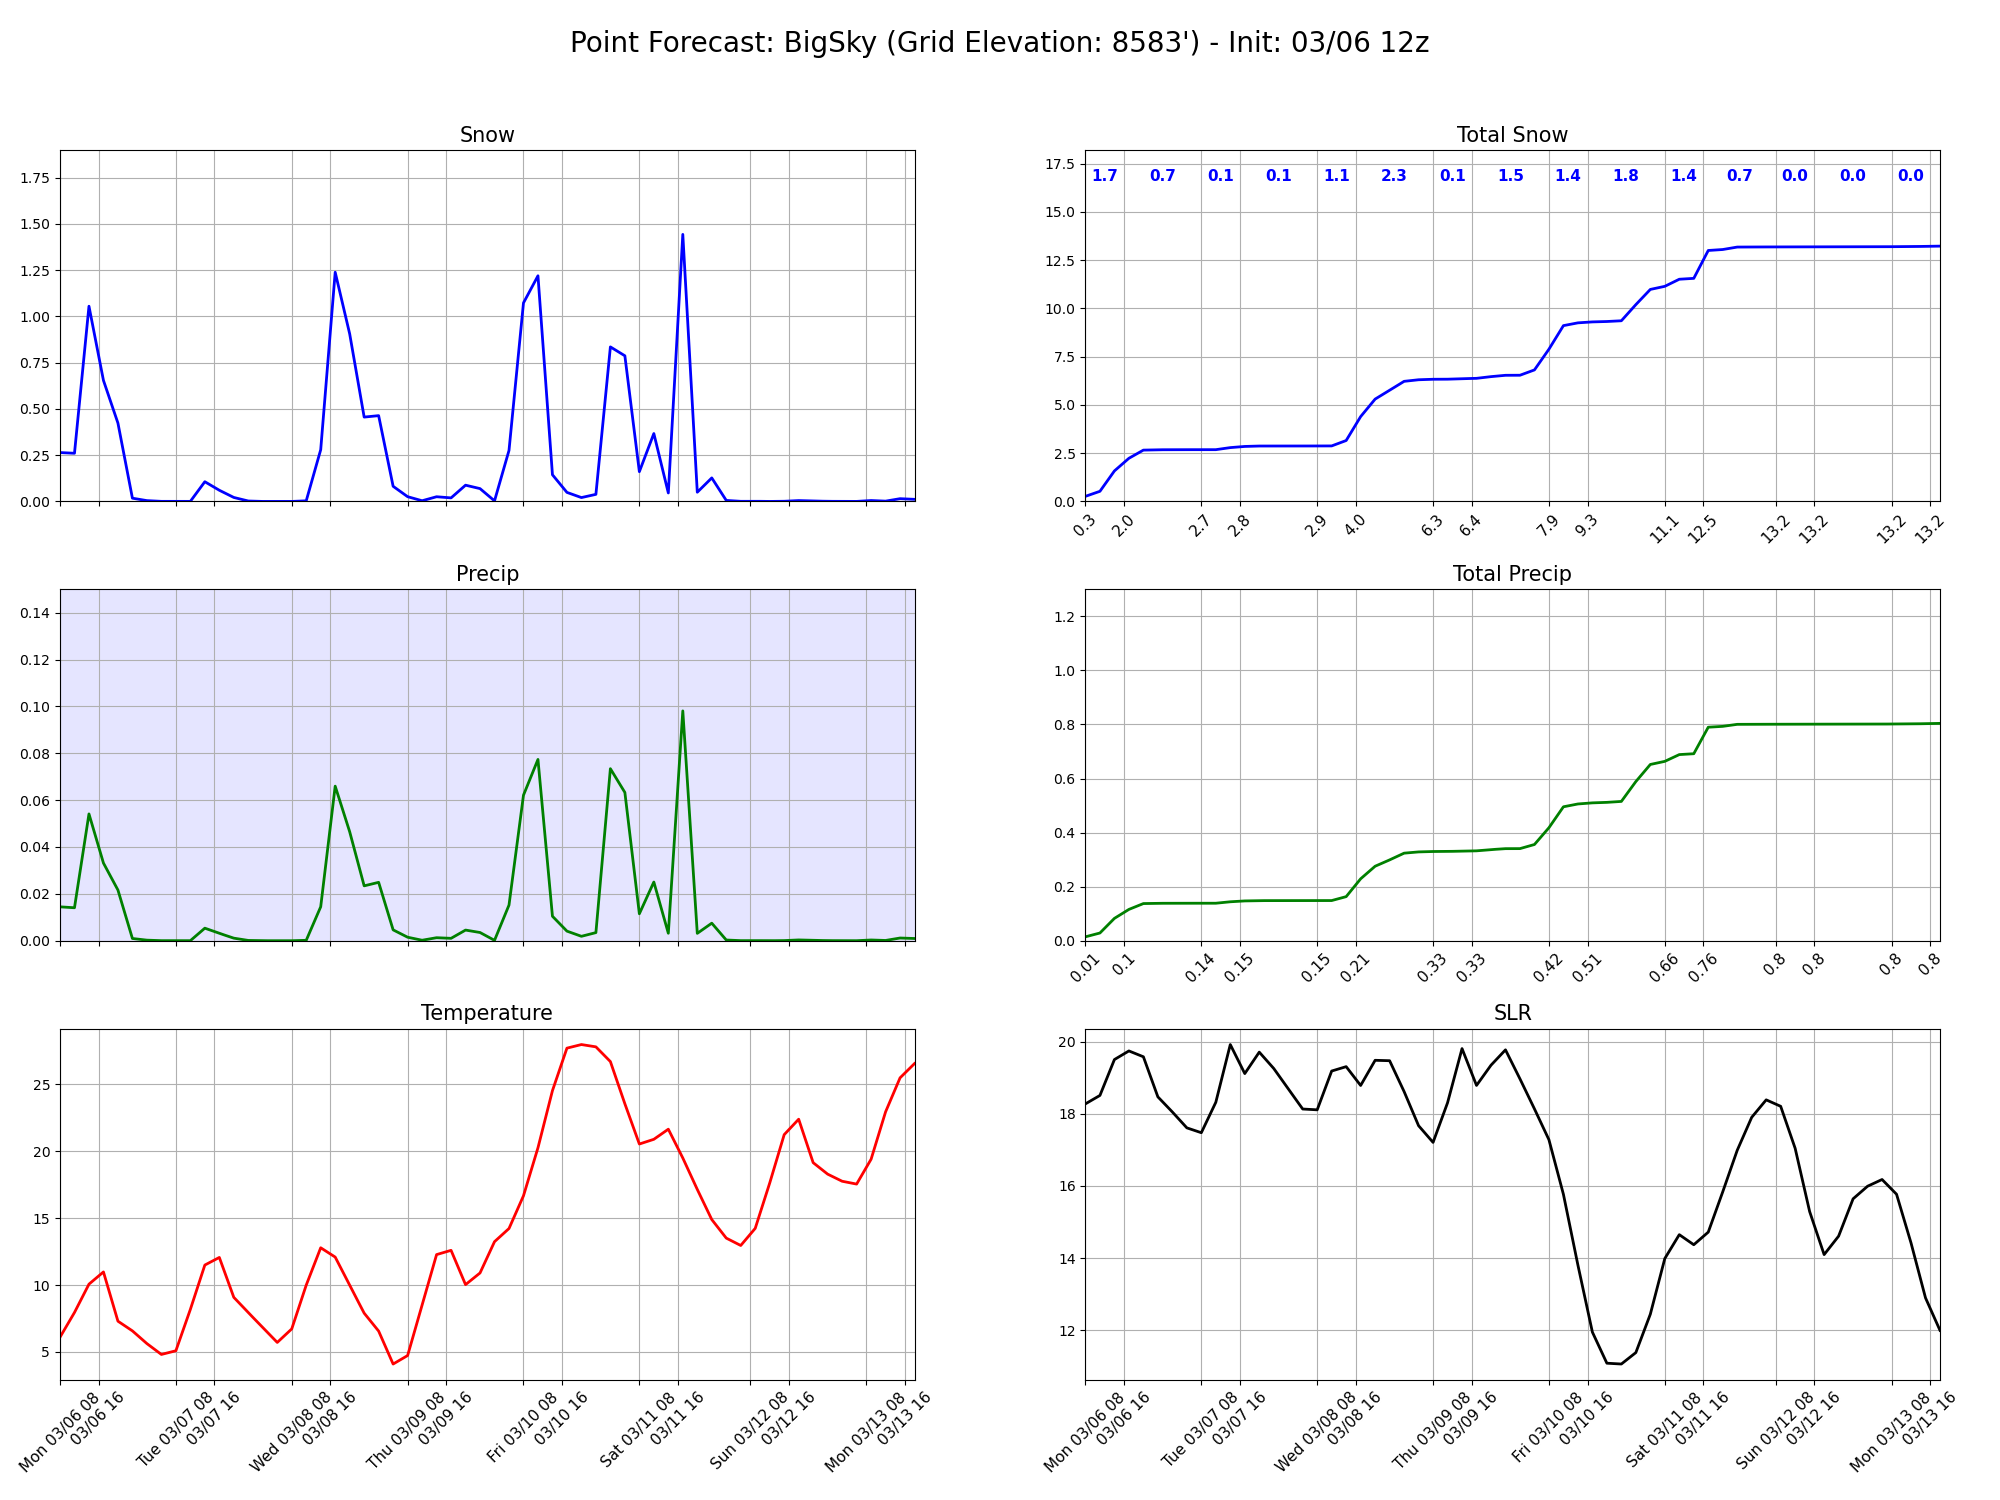 Point Forecast: BigSky (Grid Elevation: 8583') - Init: 03/06 12z
Snow
1.75
1.50
1.25
1.00
0.75
0.50
0.25
0.00
Total Snow
17.5
15.0
12.5
10.0
7.5
5.0
2.5
0.0
1.7 0.7 0.1 0.1 1.1 2.3 0.1 1.5 1.4 1.8 1.4 0.7 0.0 0.0 0.0
0.3 2.0 2.7 2.8 2.9 4.0 6.3 6.4 7.9 9.3 11.1 12.5 13.2 13.2 13.2 13.2
Precip
0.14
0.12
0.10
0.08
0.06
0.04
0.02
0.00
Total Precip
1.2
1.0
0.8
0.6
0.4
0.2
0.0
0.01 0.1 0.14 0.15 0.15 0.21 0.33 0.33 0.42 0.51 0.66 0.76 0.8 0.8 0.8 0.8
Temperature
25
20
15
10
5
Mon 03/06 08
03/06 16
Tue 03/07 08
03/07 16
Wed 03/08 08
03/08 16
Thu 03/09 08
03/09 16
Fri 03/10 08
03/10 16
Sat 03/11 08
03/11 16
Sun 03/12 08
03/12 16
Mon 03/13 08
03/13 16
SLR
20
18
16
14
12
Mon 03/06 08
03/06 16
Tue 03/07 08
03/07 16
Wed 03/08 08
03/08 16
Thu 03/09 08
03/09 16
Fri 03/10 08
03/10 16
Sat 03/11 08
03/11 16
Sun 03/12 08
03/12 16
Mon 03/13 08
03/13 16